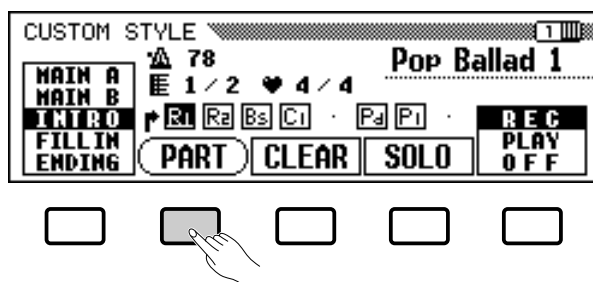 CUSTOM STYLE 1
78 Pop Ballad 1
1/2 4/4
MAIN A
MAIN B
INTRO
FILLIN
ENDING
R1 R2 Bs C1 · Pd P1 ·
PART CLEAR SOLO
REC
PLAY
OFF